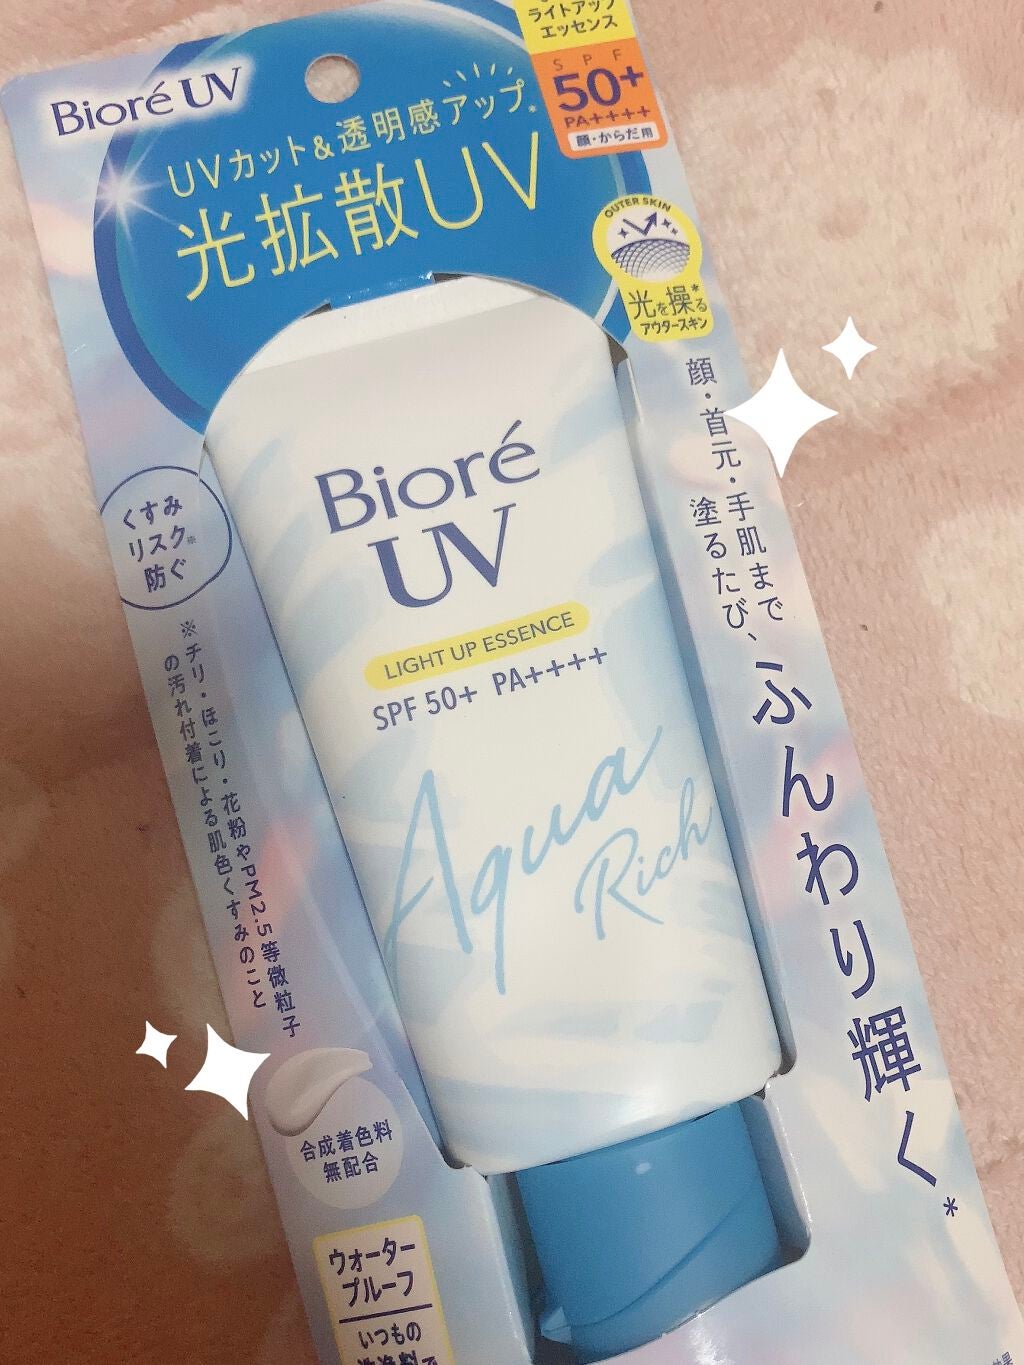 Bioré UV
UVカット&透明感アップ*
光拡散UV
ライトアップ
エッセンス
SPF
50+
PA++++
顔・からだ用
OUTER SKIN
光を操る*
アウタースキン
顔・首元・手肌まで
塗るたび、
ふんわり輝く*
くすみ
リスク※
防ぐ
※チリ・ほこり・花粉やPM2.5等微粒子
の汚れ付着による肌色くすみのこと
Bioré
UV
LIGHT UP ESSENCE
SPF 50+ PA++++
Aqua
Rich
合成着色料
無配合
ウォーター
プルーフ
いつもの